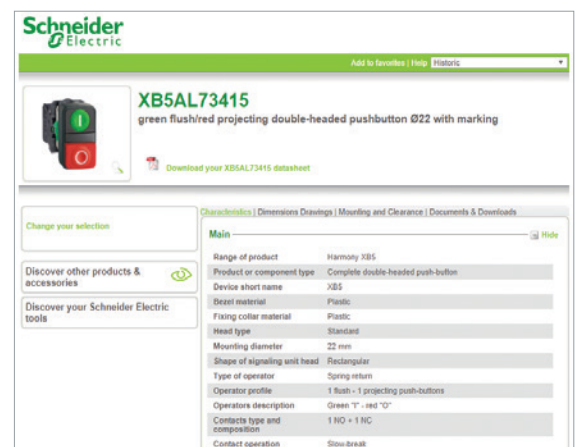 Schneider
Electric
Add to favorites | Help Historic
XB5AL73415
green flush/red projecting double-headed pushbutton Ø22 with marking
Download your XB5AL73415 datasheet
Change your selection
Discover other products &
accessories
Discover your Schneider Electric
tools
Characteristics | Dimensions Drawings | Mounting and Clearance | Documents & Downloads
Main Hide
Range of product Harmony XB5
Product or component type Complete double-headed push-button
Device short name XB5
Bezel material Plastic
Fixing collar material Plastic
Head type Standard
Mounting diameter 22 mm
Shape of signaling unit head Rectangular
Type of operator Spring return
Operator profile 1 flush - 1 projecting push-buttons
Operators description Green "I" - red "O"
Contacts type and
composition 1 NO + 1 NC
Contact operation Slow-break